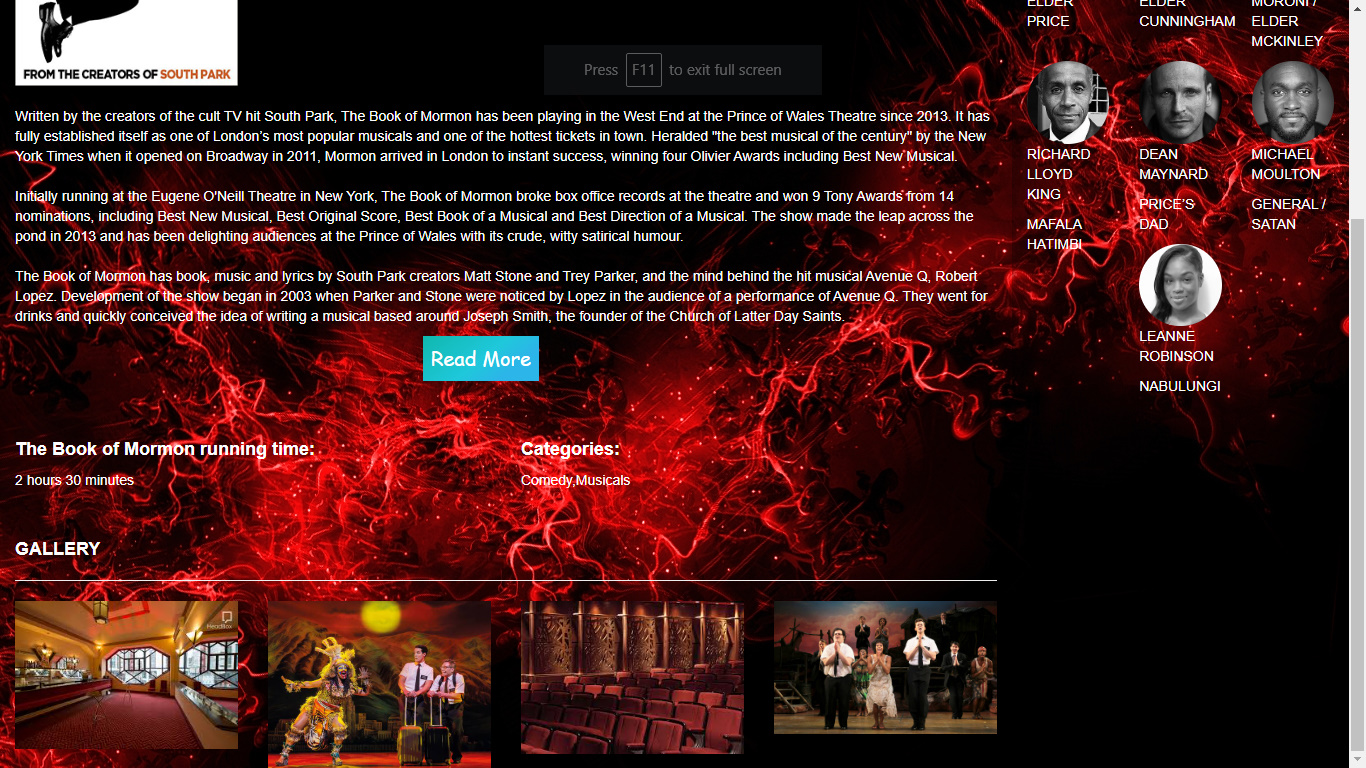 FROM THE CREATORS OF SOUTH PARK
Press F11 to exit full screen
Written by the creators of the cult TV hit South Park, The Book of Mormon has been playing in the West End at the Prince of Wales Theatre since 2013. It has
fully established itself as one of London's most popular musicals and one of the hottest tickets in town. Heralded "the best musical of the century" by the New
York Times when it opened on Broadway in 2011, Mormon arrived in London to instant success, winning four Olivier Awards including Best New Musical.
Initially running at the Eugene O'Neill Theatre in New York, The Book of Mormon broke box office records at the theatre and won 9 Tony Awards from 14
nominations, including Best New Musical, Best Original Score, Best Book of a Musical and Best Direction of a Musical. The show made the leap across the
pond in 2013 and has been delighting audiences at the Prince of Wales with its crude, witty satirical humour.
The Book of Mormon has book, music and lyrics by South Park creators Matt Stone and Trey Parker, and the mind behind the hit musical Avenue Q, Robert
Lopez. Development of the show began in 2003 when Parker and Stone were noticed by Lopez in the audience of a performance of Avenue Q. They went for
drinks and quickly conceived the idea of writing a musical based around Joseph Smith, the founder of the Church of Latter Day Saints.
Read More
The Book of Mormon running time:
2 hours 30 minutes
Categories:
Comedy,Musicals
GALLERY
HeadBox
ELDER
PRICE
ELDER
CUNNINGHAM
MORONI /
ELDER
MCKINLEY
RICHARD
LLOYD
KING
MAFALA
HATIMBI
DEAN
MAYNARD
PRICE'S
DAD
MICHAEL
MOULTON
GENERAL /
SATAN
LEANNE
ROBINSON
NABULUNGI